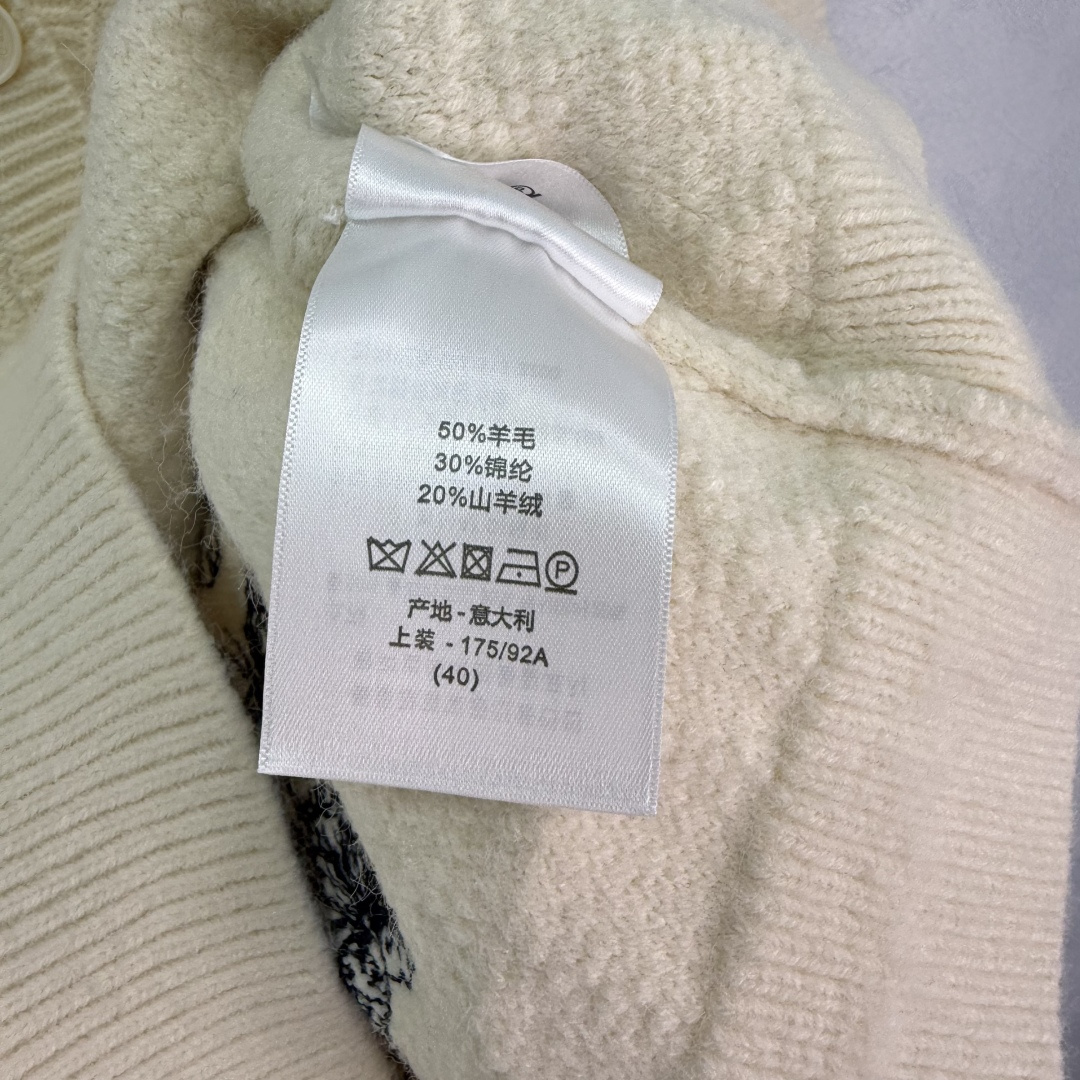 50%羊毛
30%锦纶
20%山羊绒
P
产地-意大利
上装 - 175/92A
(40)